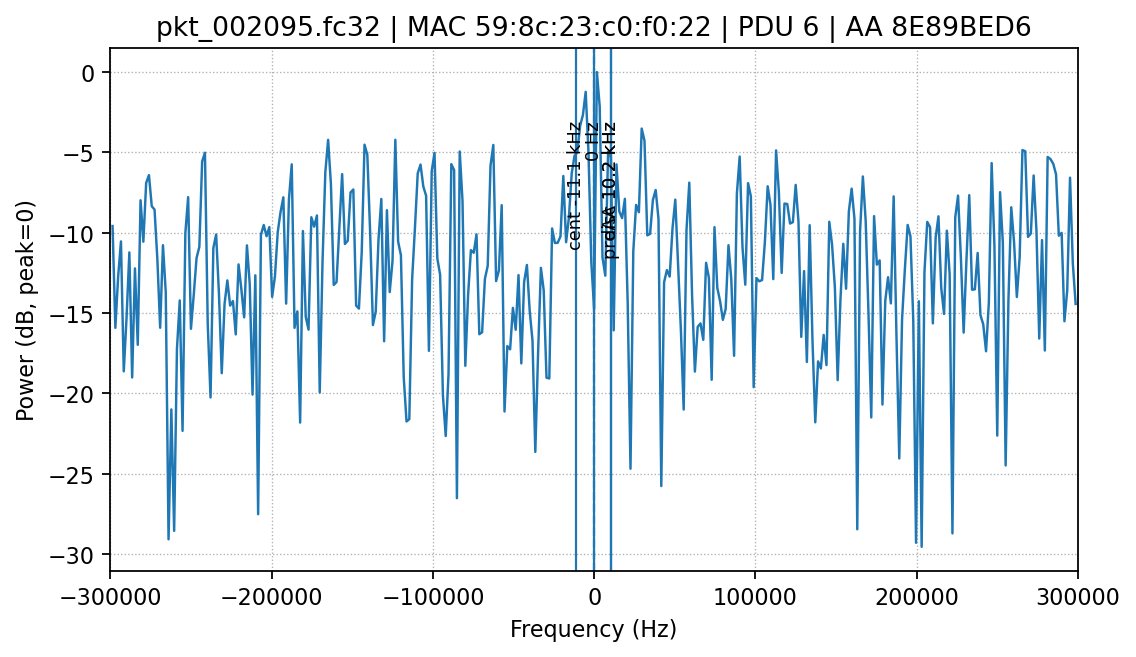 pkt_002095.fc32 | MAC 59:8c:23:c0:f0:22 | PDU 6 | AA 8E89BED6
Power (dB, peak=0)
0
−5
−10
−15
−20
−25
−30
cent -11.1 kHz
0 Hz
10.2 kHz
−300000
−200000
−100000
0
100000
200000
300000
Frequency (Hz)